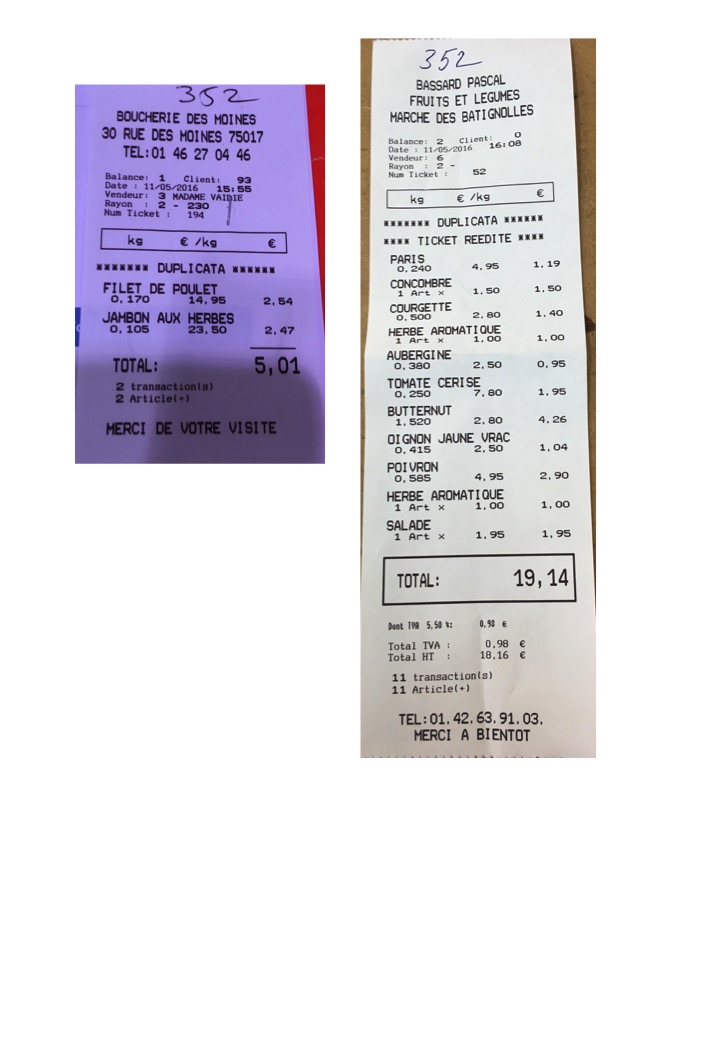 352
BOUCHERIE DES MOINES
30 RUE DES MOINES 75017
TEL:01 46 27 04 46
Balance: 1 Client: 93
Date : 11/05/2016 15:55
Vendeur: 3 MADAME VAIDIE
Rayon : 2 - 230
Num Ticket : 194
kg € /kg €
******* DUPLICATA ******
FILET DE POULET
0,170 14,95 2,54
JAMBON AUX HERBES
0,105 23,50 2,47
TOTAL: 5,01
2 transaction(s)
2 Article(+)
MERCI DE VOTRE VISITE
352
BASSARD PASCAL
FRUITS ET LEGUMES
MARCHE DES BATIGNOLLES
Balance: 2 Client: 0
Date : 11/05/2016 16:08
Vendeur: 6
Rayon : 2 -
Num Ticket : 52
kg € /kg €
******* DUPLICATA ******
**** TICKET REEDITE ****
PARIS
0,240 4,95 1,19
CONCOMBRE
1 Art x 1,50 1,50
COURGETTE
0,500 2,80 1,40
HERBE AROMATIQUE
1 Art x 1,00 1,00
AUBERGINE
0,380 2,50 0,95
TOMATE CERISE
0,250 7,80 1,95
BUTTERNUT
1,520 2,80 4,26
OIGNON JAUNE VRAC
0,415 2,50 1,04
POIVRON
0,585 4,95 2,90
HERBE AROMATIQUE
1 Art x 1,00 1,00
SALADE
1 Art x 1,95 1,95
TOTAL: 19,14
Dont TVA 5,50 %: 0,98 €
Total TVA : 0,98 €
Total HT : 18,16 €
11 transaction(s)
11 Article(+)
TEL:01.42.63.91.03.
MERCI A BIENTOT